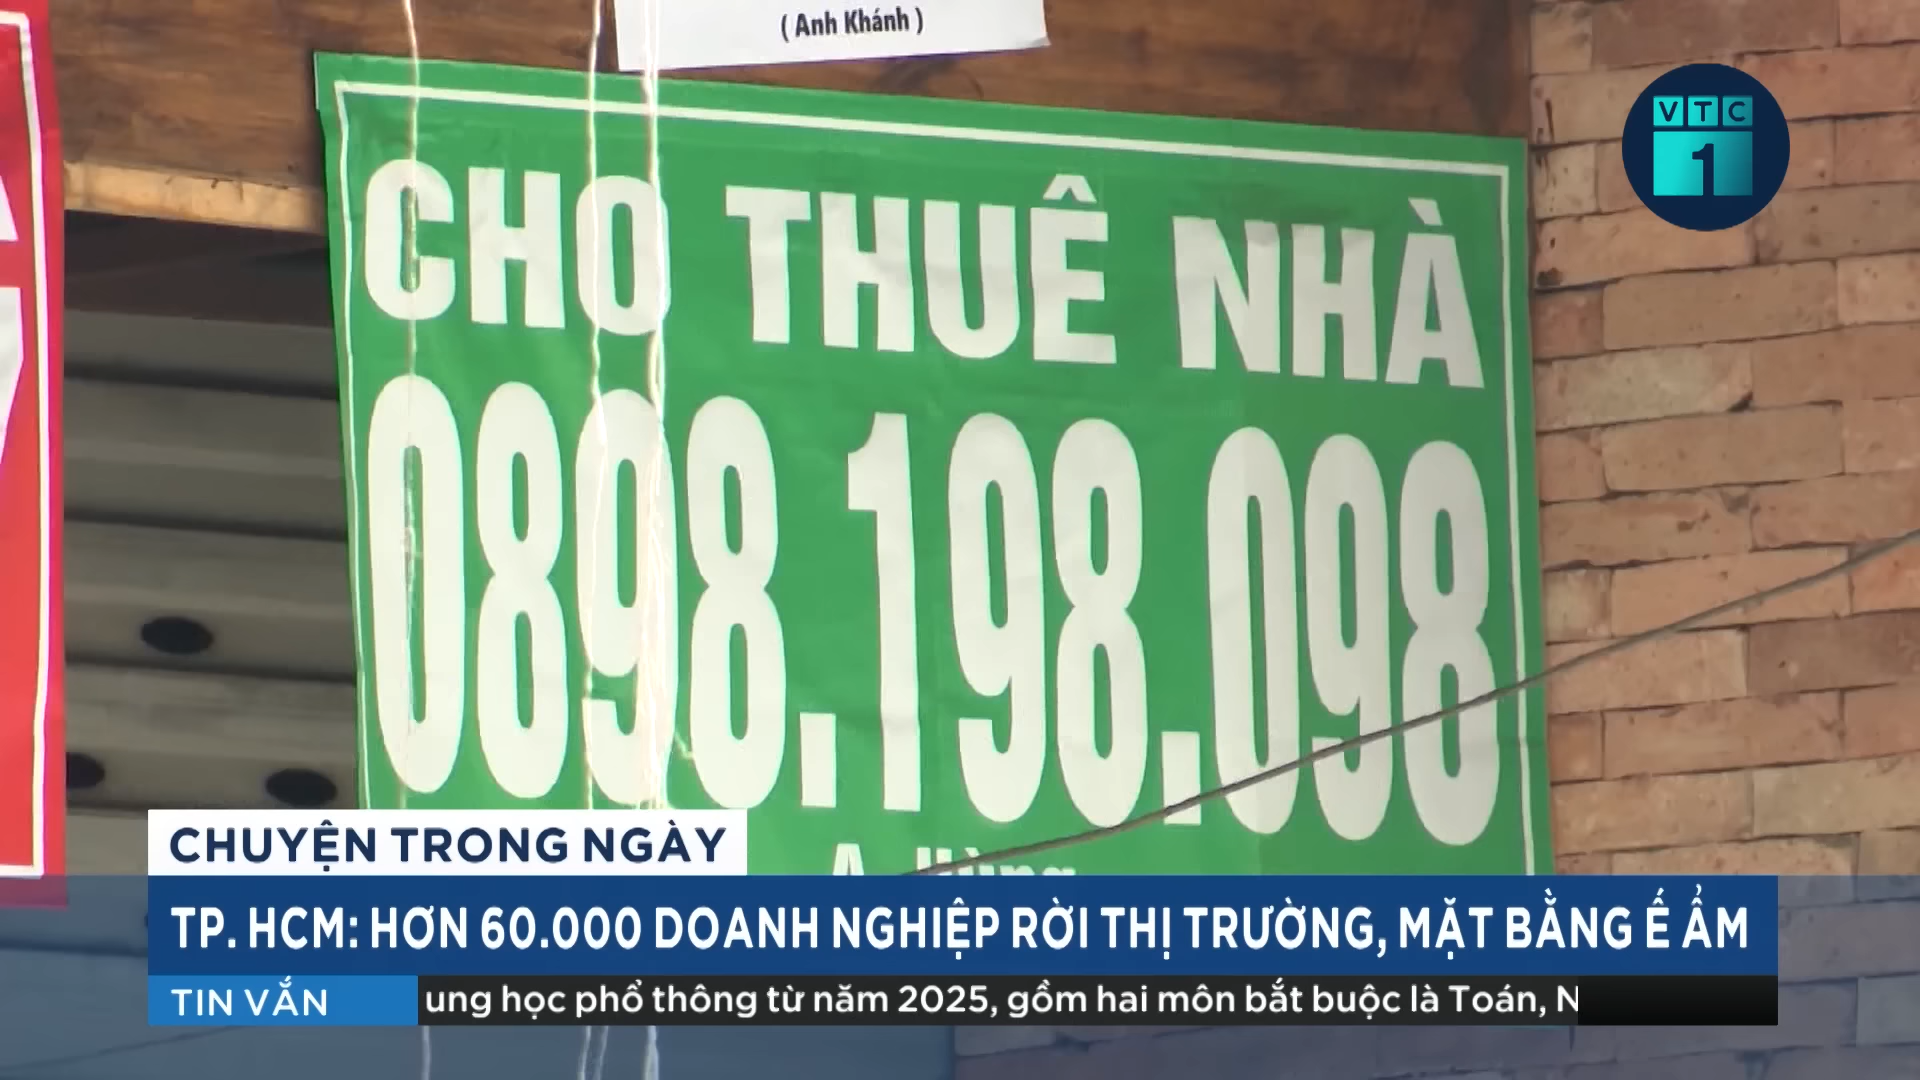 ( Anh Khánh )
VTC
1
CHO THUÊ NHÀ
0898.198.098
CHUYỆN TRONG NGÀY
TP. HCM: HƠN 60.000 DOANH NGHIỆP RỜI THỊ TRƯỜNG, MẶT BẰNG Ế ẨM
TIN VẮN
ung học phổ thông từ năm 2025, gồm hai môn bắt buộc là Toán, N